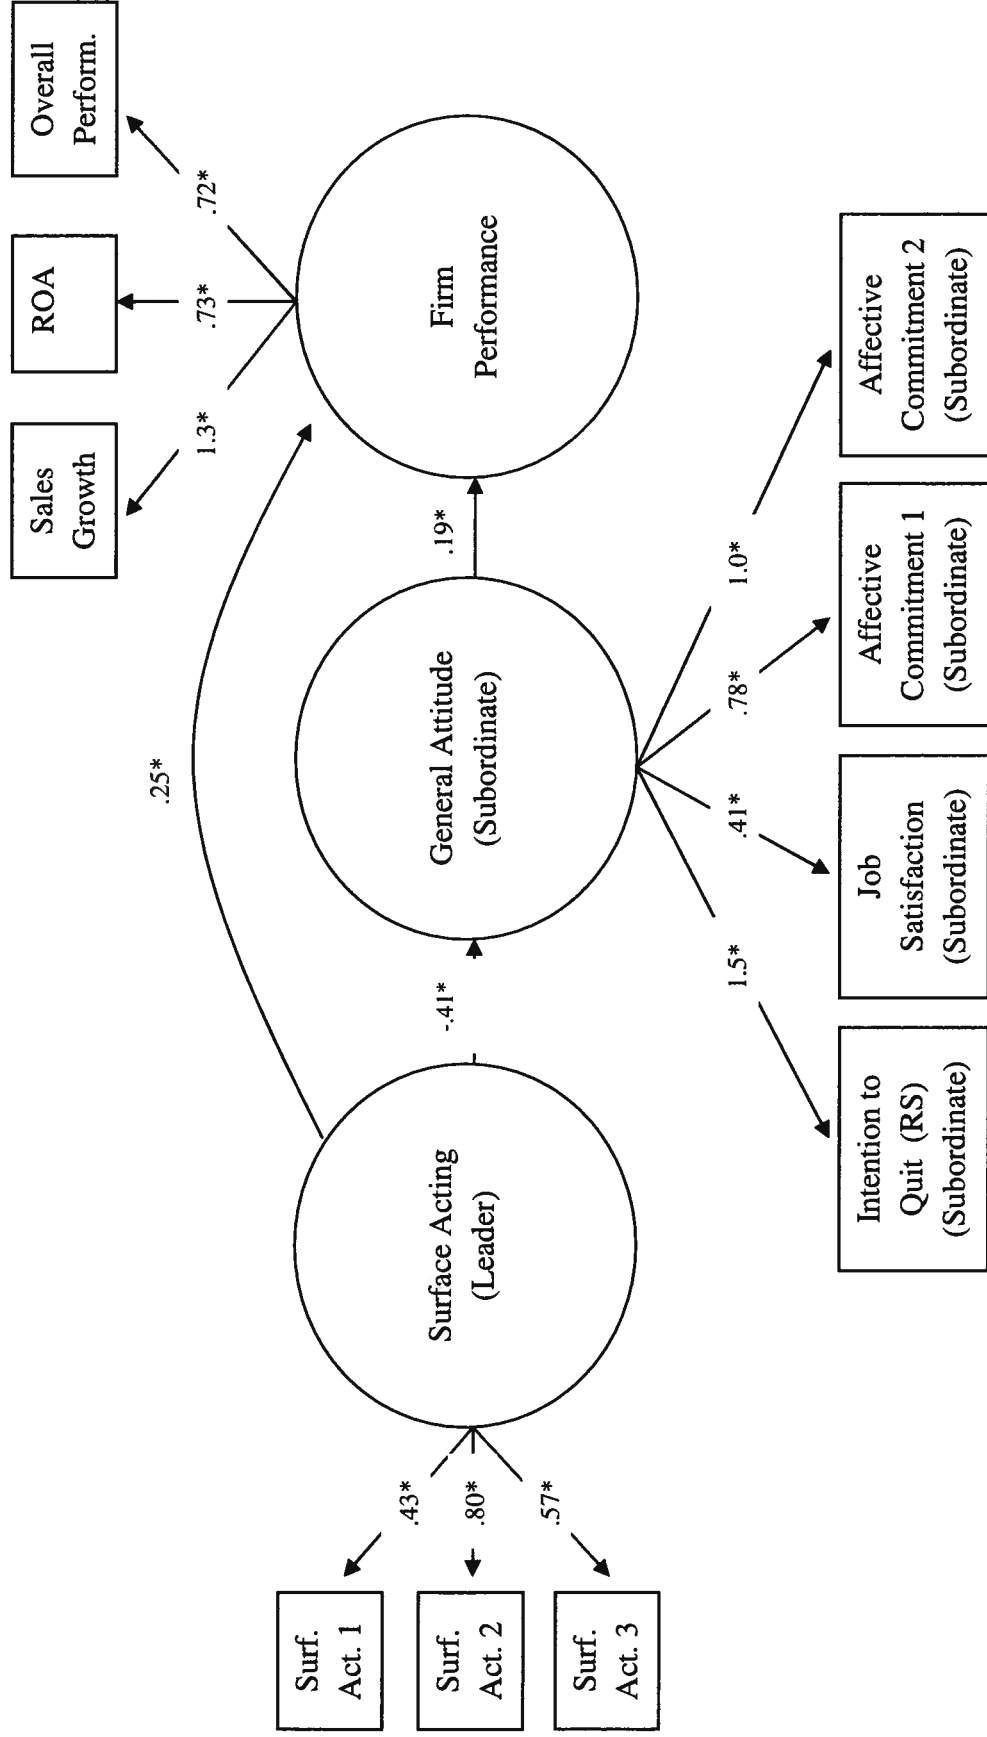 Sales
Growth
ROA
Overall
Perform.
1.3*
.73*
.72*
.25*
Surf.
Act. 1
Surf.
Act. 2
Surf.
Act. 3
.43*
.80*
.57*
Surface Acting
(Leader)
-.41*
General Attitude
(Subordinate)
.19*
Firm
Performance
1.5*
.41*
.78*
1.0*
Intention to
Quit (RS)
(Subordinate)
Job
Satisfaction
(Subordinate)
Affective
Commitment 1
(Subordinate)
Affective
Commitment 2
(Subordinate)